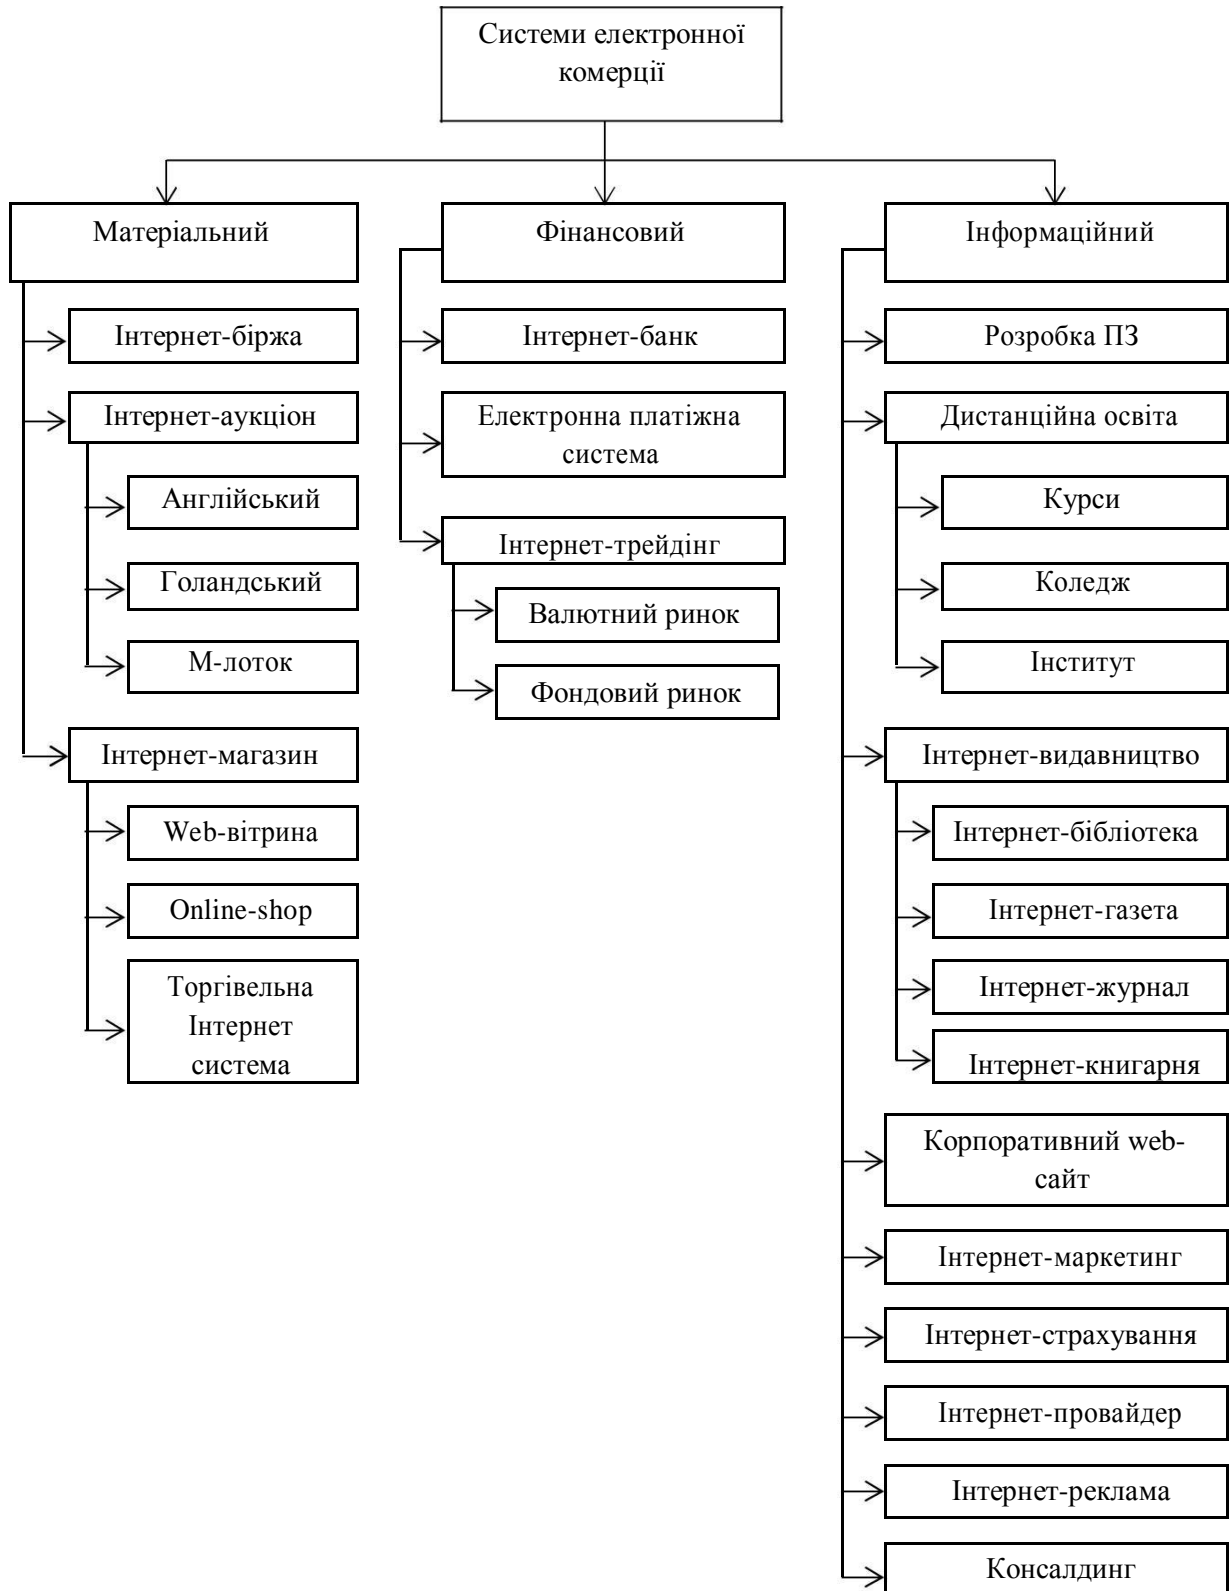 Системи електронної
комерції
Матеріальний
Інтернет-біржа
Інтернет-аукціон
Англійський
Голандський
М-лоток
Інтернет-магазин
Web-вітрина
Online-shop
Торгівельна
Інтернет
система
Фінансовий
Інтернет-банк
Електронна платіжна
система
Інтернет-трейдінг
Валютний ринок
Фондовий ринок
Інформаційний
Розробка ПЗ
Дистанційна освіта
Курси
Коледж
Інститут
Інтернет-видавництво
Інтернет-бібліотека
Інтернет-газета
Інтернет-журнал
Інтернет-книгарня
Корпоративний web-
сайт
Інтернет-маркетинг
Інтернет-страхування
Інтернет-провайдер
Інтернет-реклама
Консалдинг